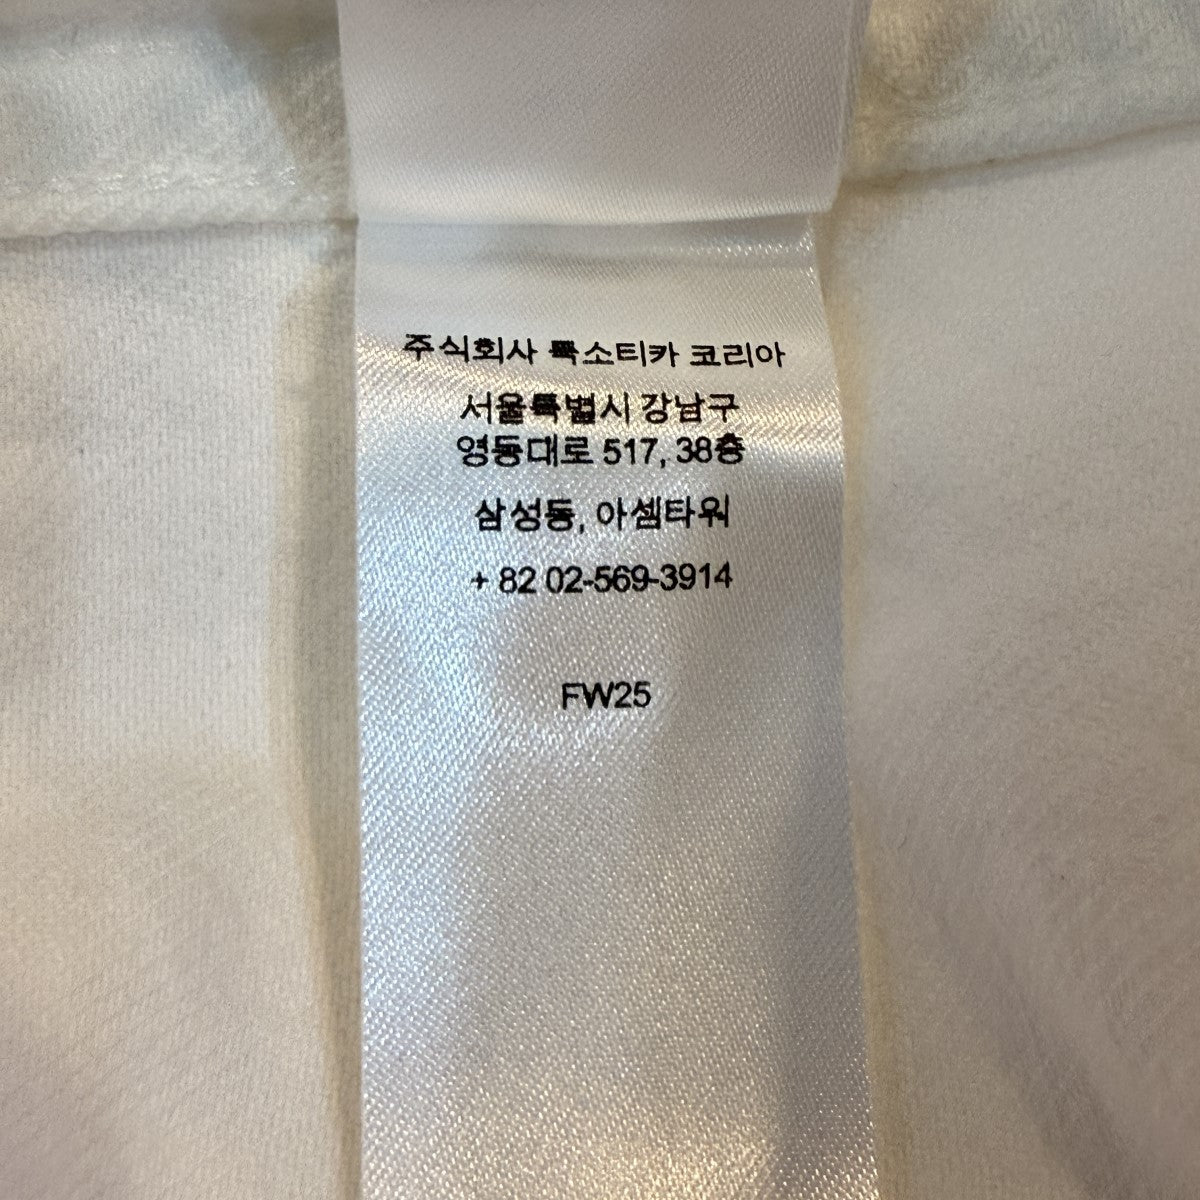 주식회사 룩소티카 코리아
서울특별시 강남구
영동대로 517, 38층
삼성동, 아셈타워
+ 82 02-569-3914
FW25